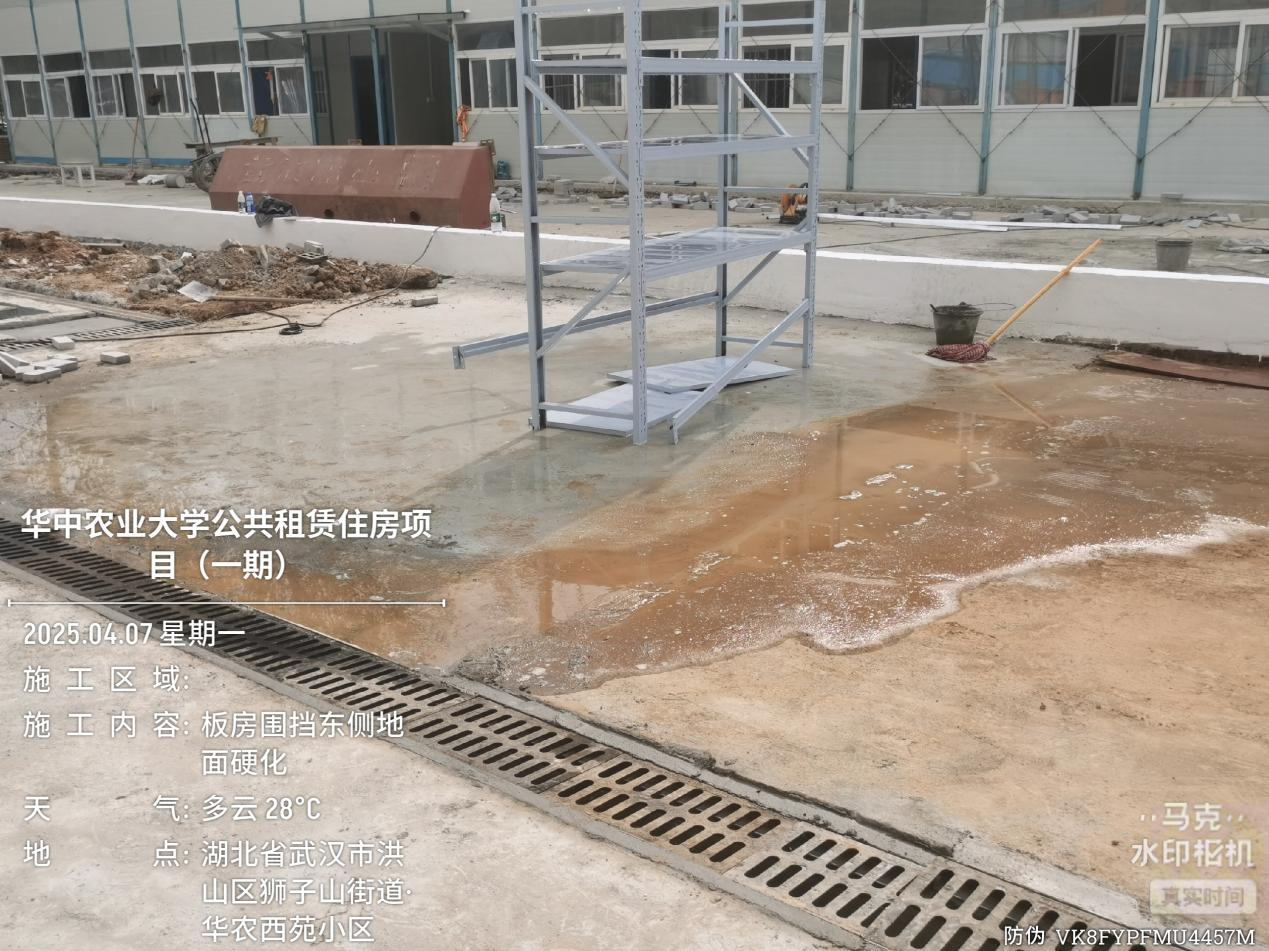 华中农业大学公共租赁住房项
目（一期）
2025.04.07 星期一
施工区域:
施工内容: 板房围挡东侧地
面硬化
天气: 多云 28℃
地点: 湖北省武汉市洪
山区狮子山街道·
华农西苑小区
马克
水印相机
真实时间
防伪 VK8FYPFMU4457M